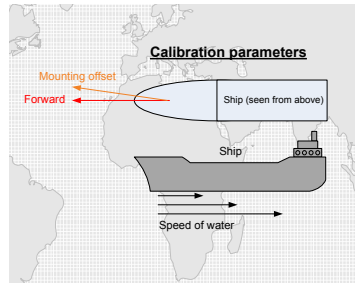 Calibration parameters
Mounting offset
Forward
Ship (seen from above)
Ship
Speed of water